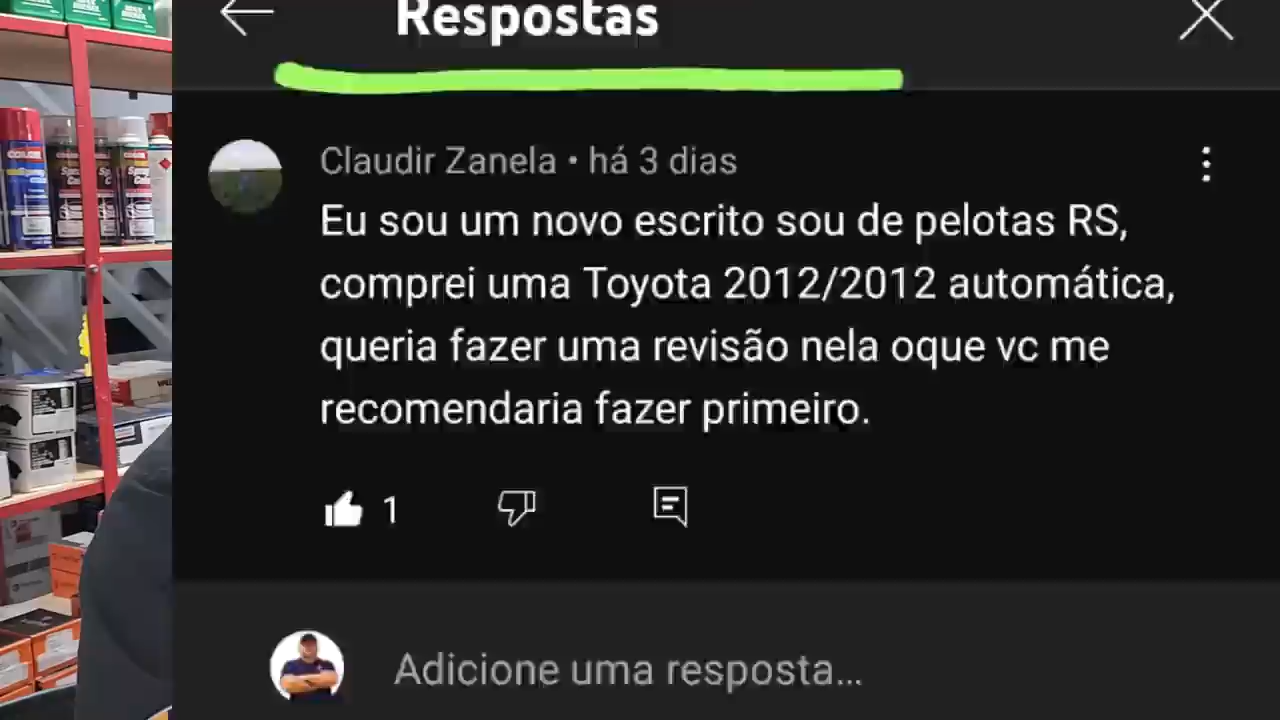 Respostas
Claudir Zanela • há 3 dias
Eu sou um novo escrito sou de pelotas RS,
comprei uma Toyota 2012/2012 automática,
queria fazer uma revisão nela oque vc me
recomendaria fazer primeiro.
1
Adicione uma resposta...